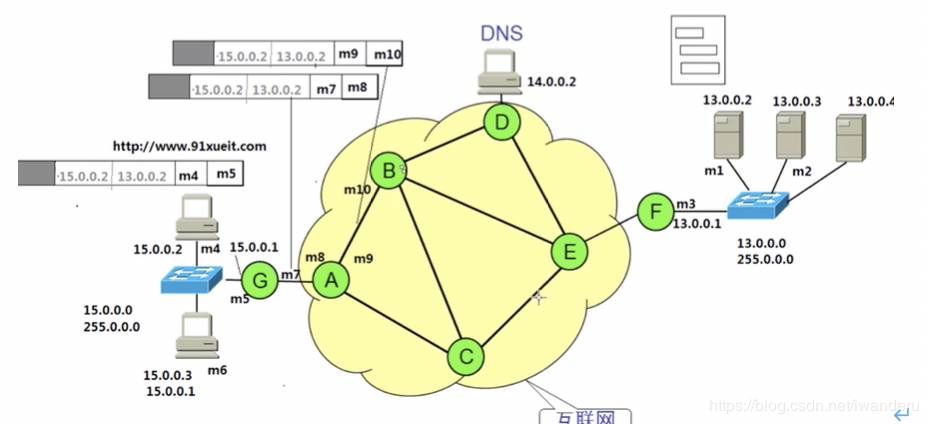 DNS
·15.0.0.2 13.0.0.2 m9 m10
14.0.0.2
·15.0.0.2 13.0.0.2 m7 m8
13.0.0.2 13.0.0.3 13.0.0.4
http://www.91xueit.com
D
·15.0.0.2 13.0.0.2 m4 m5
B
m1 m2
m10
F m3
13.0.0.1
15.0.0.2 m4 15.0.0.1
m8 m9
E
13.0.0.0
255.0.0.0
G m7 A
m5
15.0.0.0
255.0.0.0
C
15.0.0.3 m6
15.0.0.1
互联网
https://blog.csdn.net/iwanderu